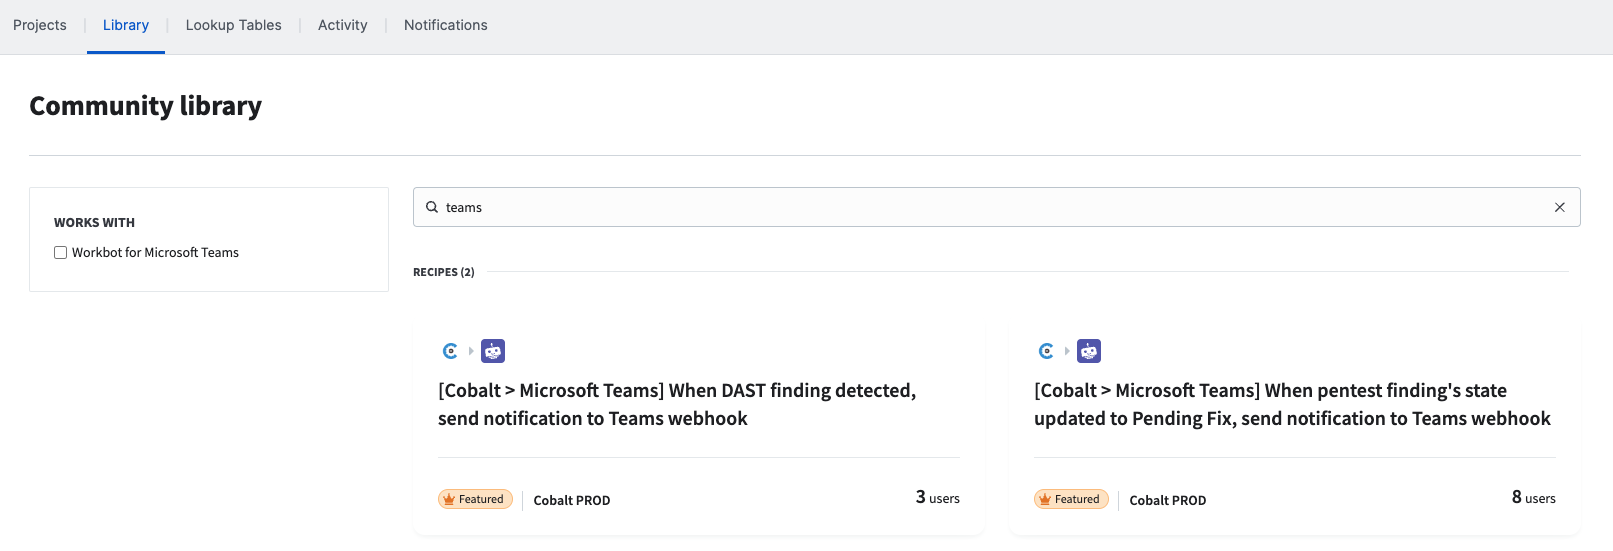 Projects
Library
Lookup Tables
Activity
Notifications
Community library
WORKS WITH
Workbot for Microsoft Teams
teams
RECIPES (2)
[Cobalt > Microsoft Teams] When DAST finding detected,
send notification to Teams webhook
Featured
Cobalt PROD
3 users
[Cobalt > Microsoft Teams] When pentest finding's state
updated to Pending Fix, send notification to Teams webhook
Featured
Cobalt PROD
8 users